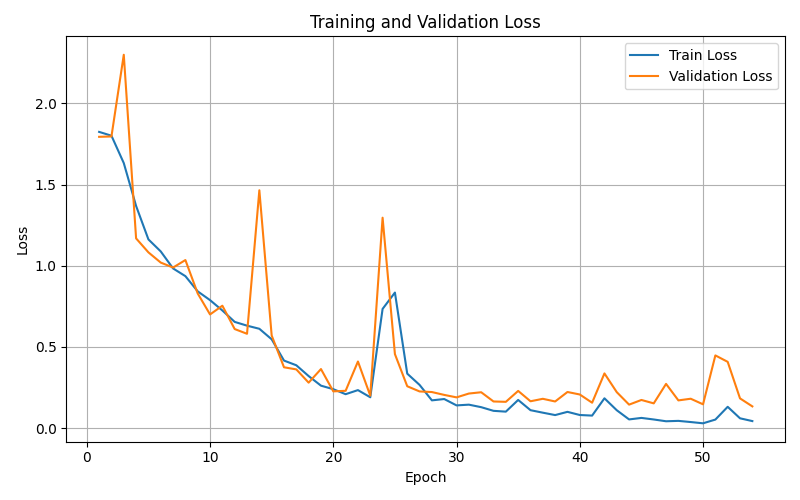 Training and Validation Loss
Train Loss
Validation Loss
2.0
1.5
1.0
0.5
0.0
Loss
0 10 20 30 40 50
Epoch